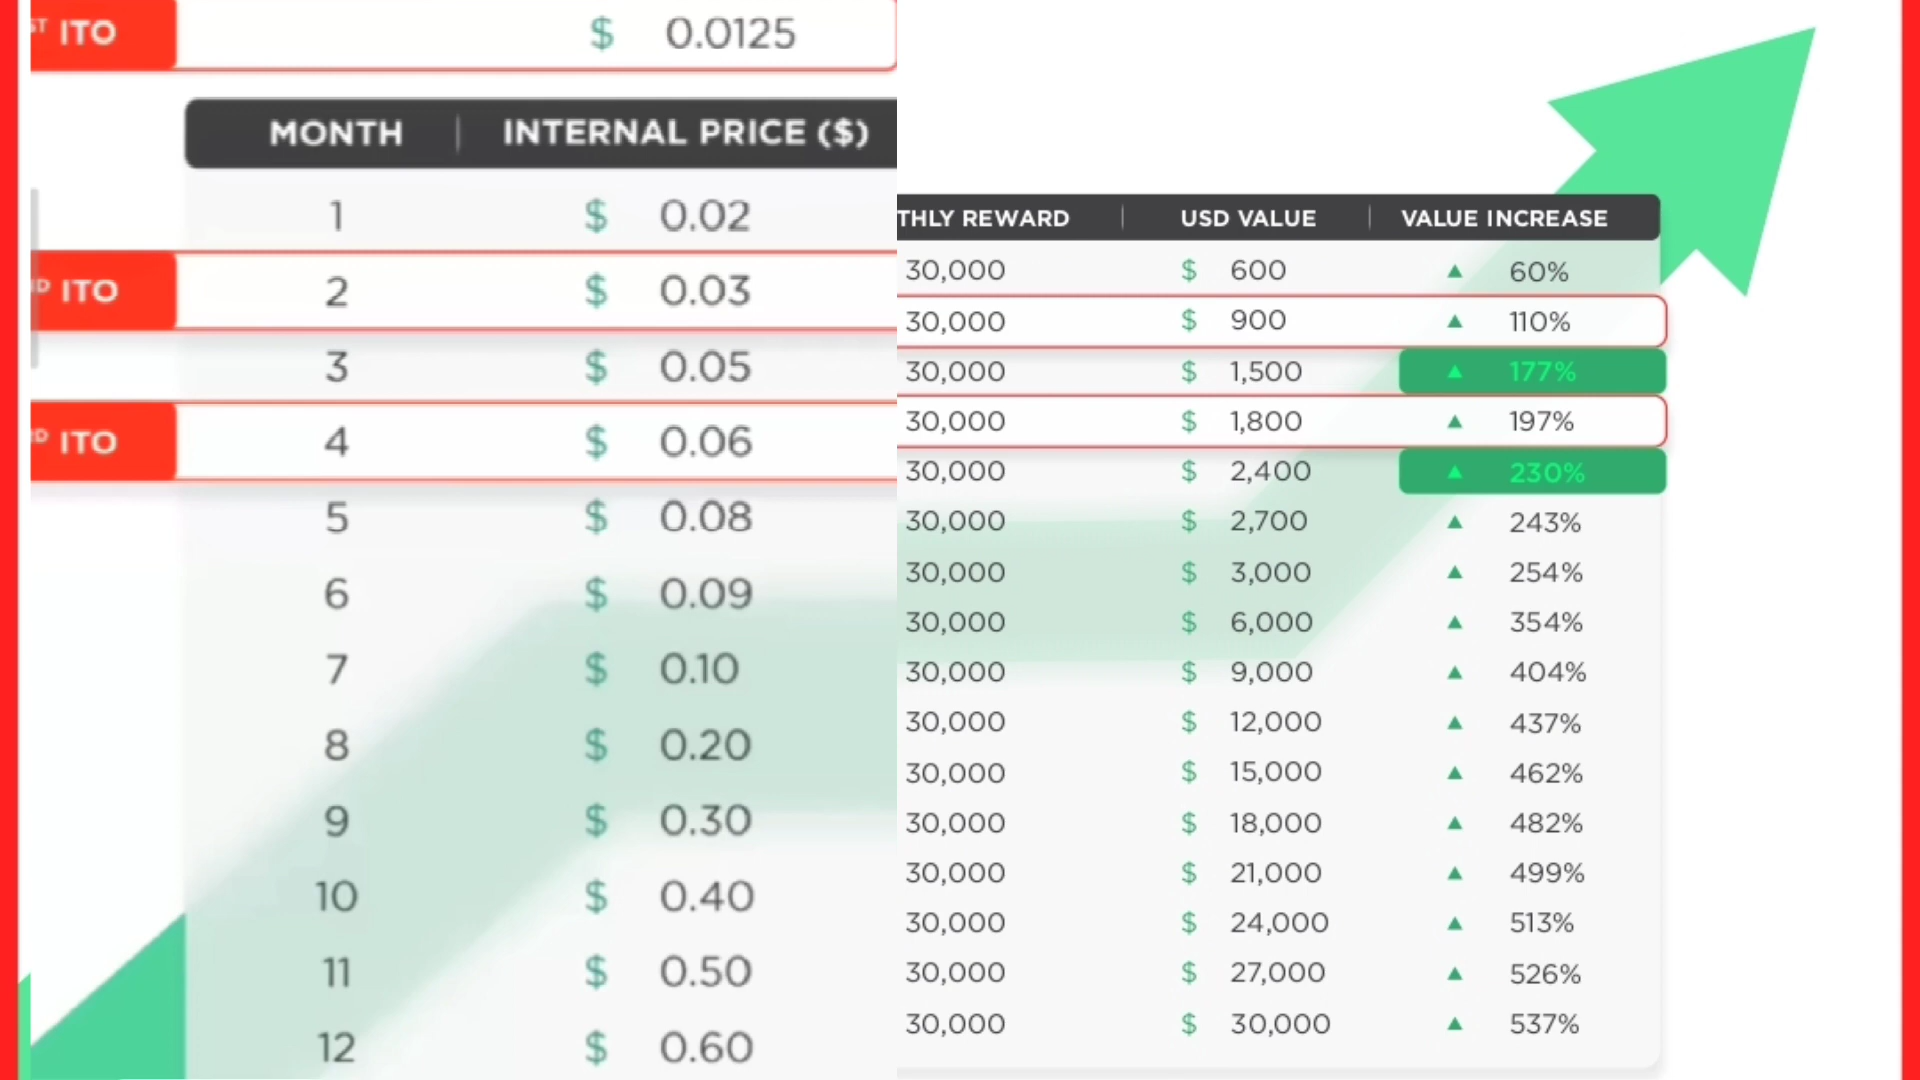 ST ITO $ 0.0125
MONTH | INTERNAL PRICE ($)
1 $ 0.02
ND ITO 2 $ 0.03
3 $ 0.05
RD ITO 4 $ 0.06
5 $ 0.08
6 $ 0.09
7 $ 0.10
8 $ 0.20
9 $ 0.30
10 $ 0.40
11 $ 0.50
12 $ 0.60
THLY REWARD | USD VALUE | VALUE INCREASE
30,000 $ 600 ▲ 60%
30,000 $ 900 ▲ 110%
30,000 $ 1,500 ▲ 177%
30,000 $ 1,800 ▲ 197%
30,000 $ 2,400 ▲ 230%
30,000 $ 2,700 ▲ 243%
30,000 $ 3,000 ▲ 254%
30,000 $ 6,000 ▲ 354%
30,000 $ 9,000 ▲ 404%
30,000 $ 12,000 ▲ 437%
30,000 $ 15,000 ▲ 462%
30,000 $ 18,000 ▲ 482%
30,000 $ 21,000 ▲ 499%
30,000 $ 24,000 ▲ 513%
30,000 $ 27,000 ▲ 526%
30,000 $ 30,000 ▲ 537%